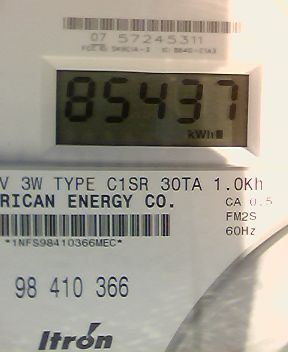 07 57245311
85437
kWh
V 3W TYPE C1SR 30TA 1.0Kh
RICAN ENERGY CO.
CA 0.5
FM2S
60Hz
*1NFS98410366MEC*
98 410 366
Itron